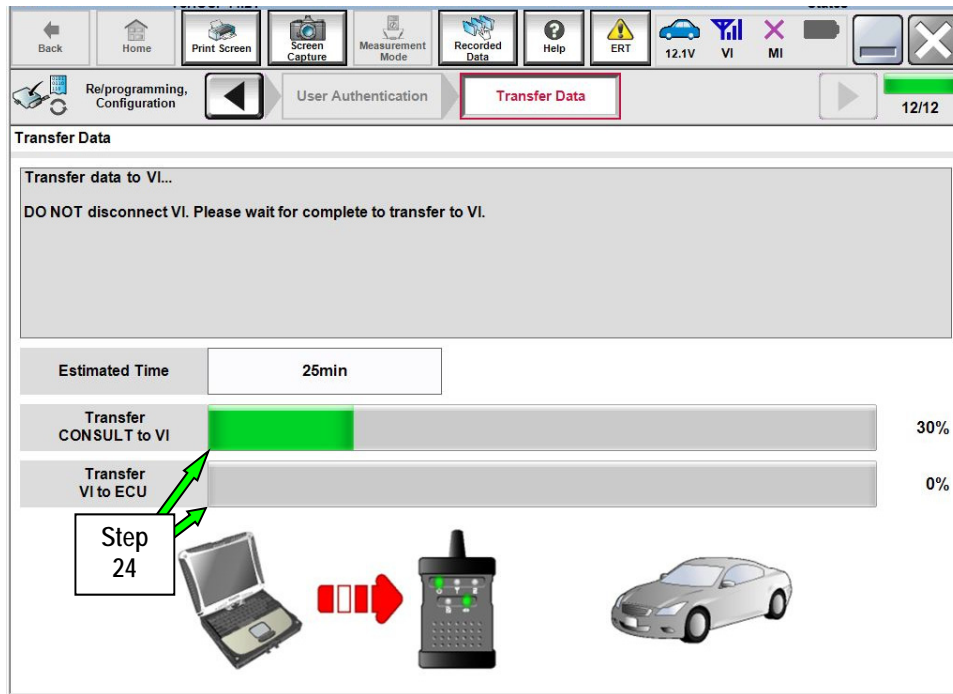 Back
Home
Print Screen
Screen
Capture
Measurement
Mode
Recorded
Data
Help
ERT
12.1V
VI
MI
Re/programming,
Configuration
User Authentication
Transfer Data
12/12
Transfer Data
Transfer data to VI...
DO NOT disconnect VI. Please wait for complete to transfer to VI.
Estimated Time
25min
Transfer
CONSULT to VI
30%
Transfer
VI to ECU
0%
Step
24